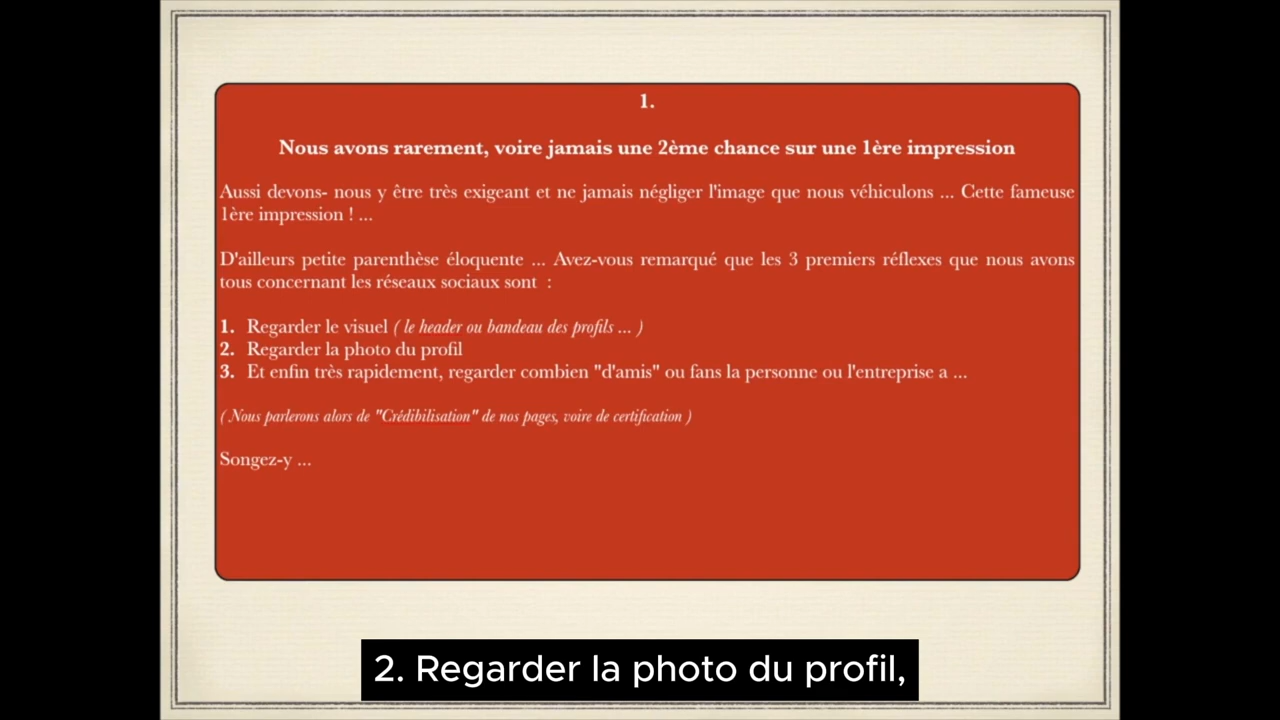 1.
Nous avons rarement, voire jamais une 2ème chance sur une 1ère impression
Aussi devons- nous y être très exigeant et ne jamais négliger l'image que nous véhiculons ... Cette fameuse
1ère impression ! ...
D'ailleurs petite parenthèse éloquente ... Avez-vous remarqué que les 3 premiers réflexes que nous avons
tous concernant les réseaux sociaux sont :
1. Regarder le visuel ( le header ou bandeau des profils ... )
2. Regarder la photo du profil
3. Et enfin très rapidement, regarder combien "d'amis" ou fans la personne ou l'entreprise a ...
( Nous parlerons alors de "Crédibilisation" de nos pages, voire de certification )
Songez-y ...
2. Regarder la photo du profil,